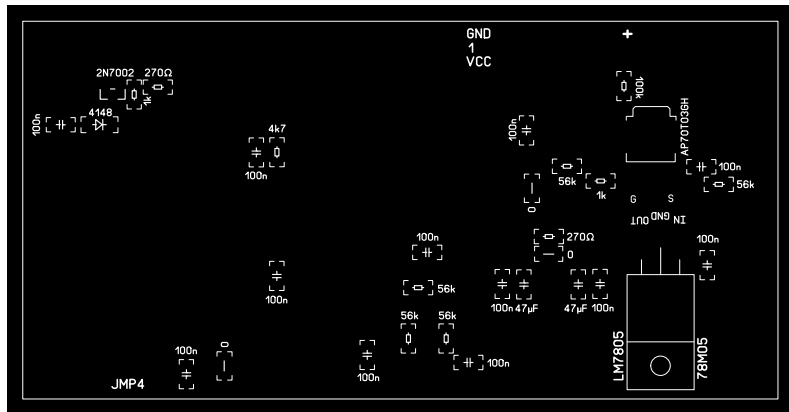 GND
1
VCC
+
2N7002 270Ω
1k
100k
4148
100n
100n
4k7
100n
AP70T03GH
100n
56k
56k
1k
0
G S
IN GND OUT
270Ω
0
100n
100n
100n
56k
100n 47µF
47µF 100n
56k 56k
0
100n
100n
100n
JMP4
LM7805
78M05